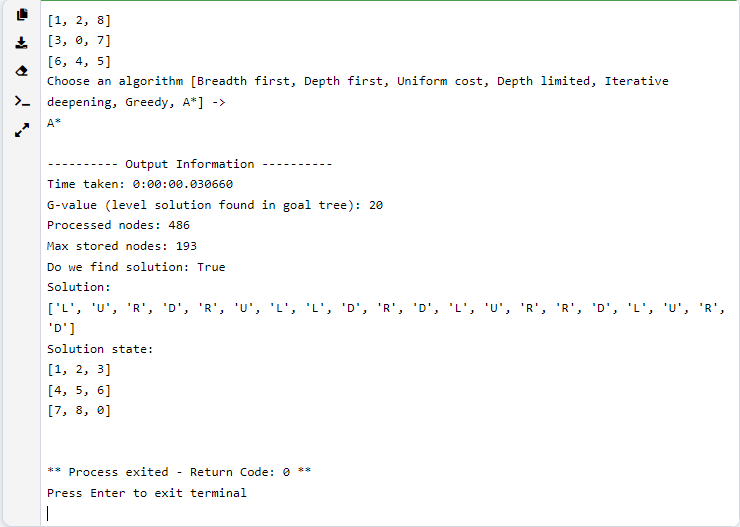 [1, 2, 8]
[3, 0, 7]
[6, 4, 5]
Choose an algorithm [Breadth first, Depth first, Uniform cost, Depth limited, Iterative
deepening, Greedy, A*] ->
A*
---------- Output Information ----------
Time taken: 0:00:00.030660
G-value (level solution found in goal tree): 20
Processed nodes: 486
Max stored nodes: 193
Do we find solution: True
Solution:
['L', 'U', 'R', 'D', 'R', 'U', 'L', 'L', 'D', 'R', 'D', 'L', 'U', 'R', 'R', 'D', 'L', 'U', 'R',
'D']
Solution state:
[1, 2, 3]
[4, 5, 6]
[7, 8, 0]
** Process exited - Return Code: 0 **
Press Enter to exit terminal